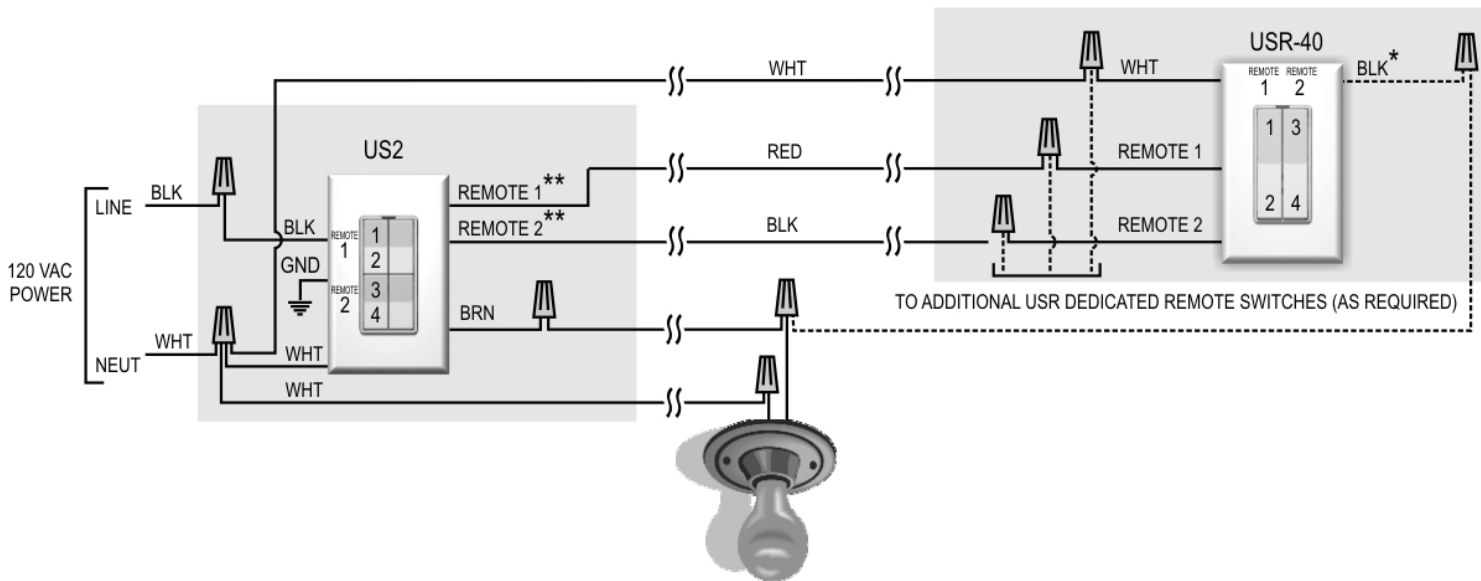 USR-40
WHT
WHT
BLK*
REMOTE 1
REMOTE 2
1 3
2 4
US2
RED
REMOTE 1
BLK
LINE
REMOTE 1**
REMOTE 2**
BLK
BLK
REMOTE 2
REMOTE 1
1
2
3
4
GND
REMOTE 2
120 VAC
POWER
TO ADDITIONAL USR DEDICATED REMOTE SWITCHES (AS REQUIRED)
BRN
WHT
NEUT
WHT
WHT